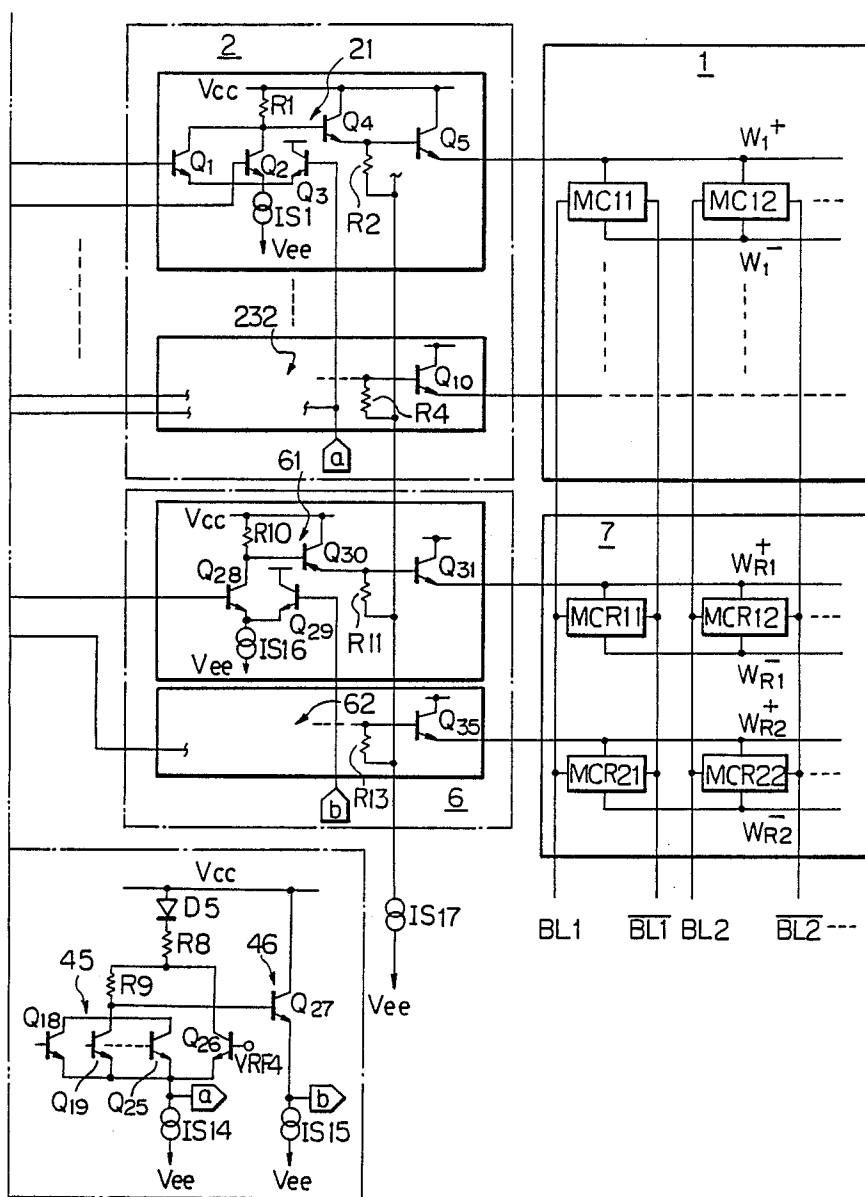 2
1
21
Vcc
R1
Q4
Q5
Q1
Q2
Q3
IS1
R2
Vee
W1+
MC11
MC12
W1-
232
Q10
R4
a
61
Vcc
R10
Q30
Q31
Q28
Q29
R11
IS16
Vee
7
WR1+
MCR11
MCR12
WR1-
62
Q35
R13
b
6
WR2+
MCR21
MCR22
WR2-
Vcc
D5
R8
45
46
R9
Q27
Q18
Q26
VRF4
Q19
Q25
a
b
IS14
IS15
Vee
Vee
IS17
Vee
BL1
B̅L̅1̅
BL2
B̅L̅2̅